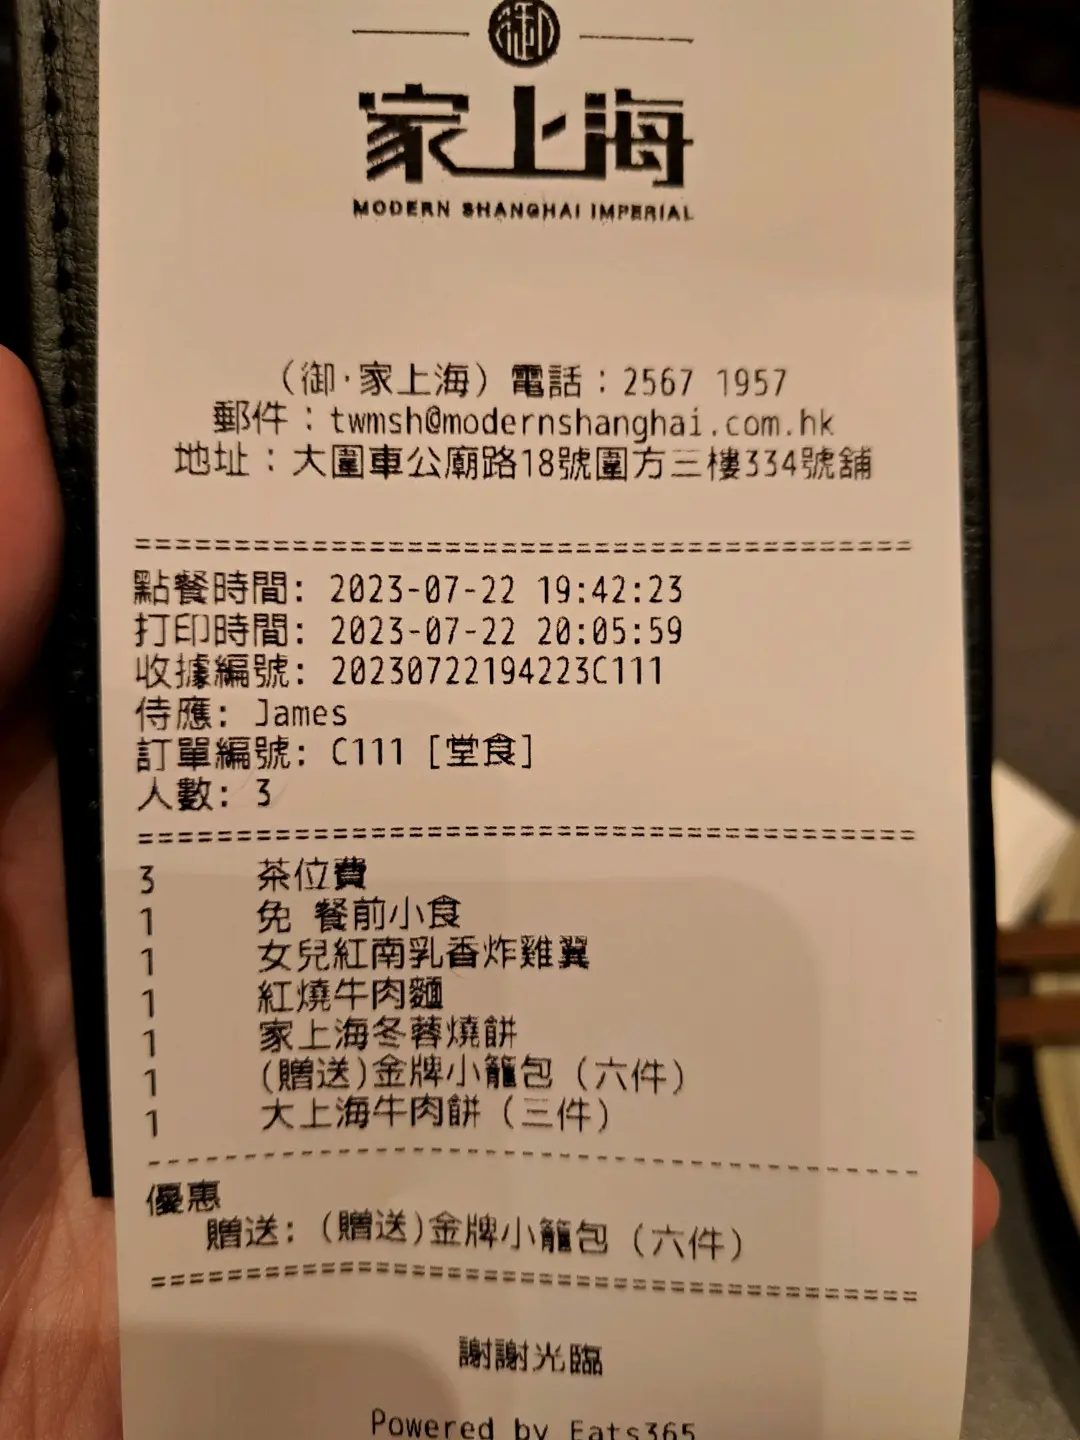 御
家上海
MODERN SHANGHAI IMPERIAL
（御·家上海）電話：2567 1957
郵件：twmsh@modernshanghai.com.hk
地址：大圍車公廟路18號圍方三樓334號舖
========================================
點餐時間: 2023-07-22 19:42:23
打印時間: 2023-07-22 20:05:59
收據編號: 20230722194223C111
侍應: James
訂單編號: C111 [堂食]
人數: 3
========================================
3 茶位費
1 免 餐前小食
1 女兒紅南乳香炸雞翼
1 紅燒牛肉麵
1 家上海冬蓉燒餅
1 (贈送)金牌小籠包（六件）
1 大上海牛肉餅（三件）
----------------------------------------
優惠
贈送: (贈送)金牌小籠包（六件）
========================================
謝謝光臨
Powered by Eats365